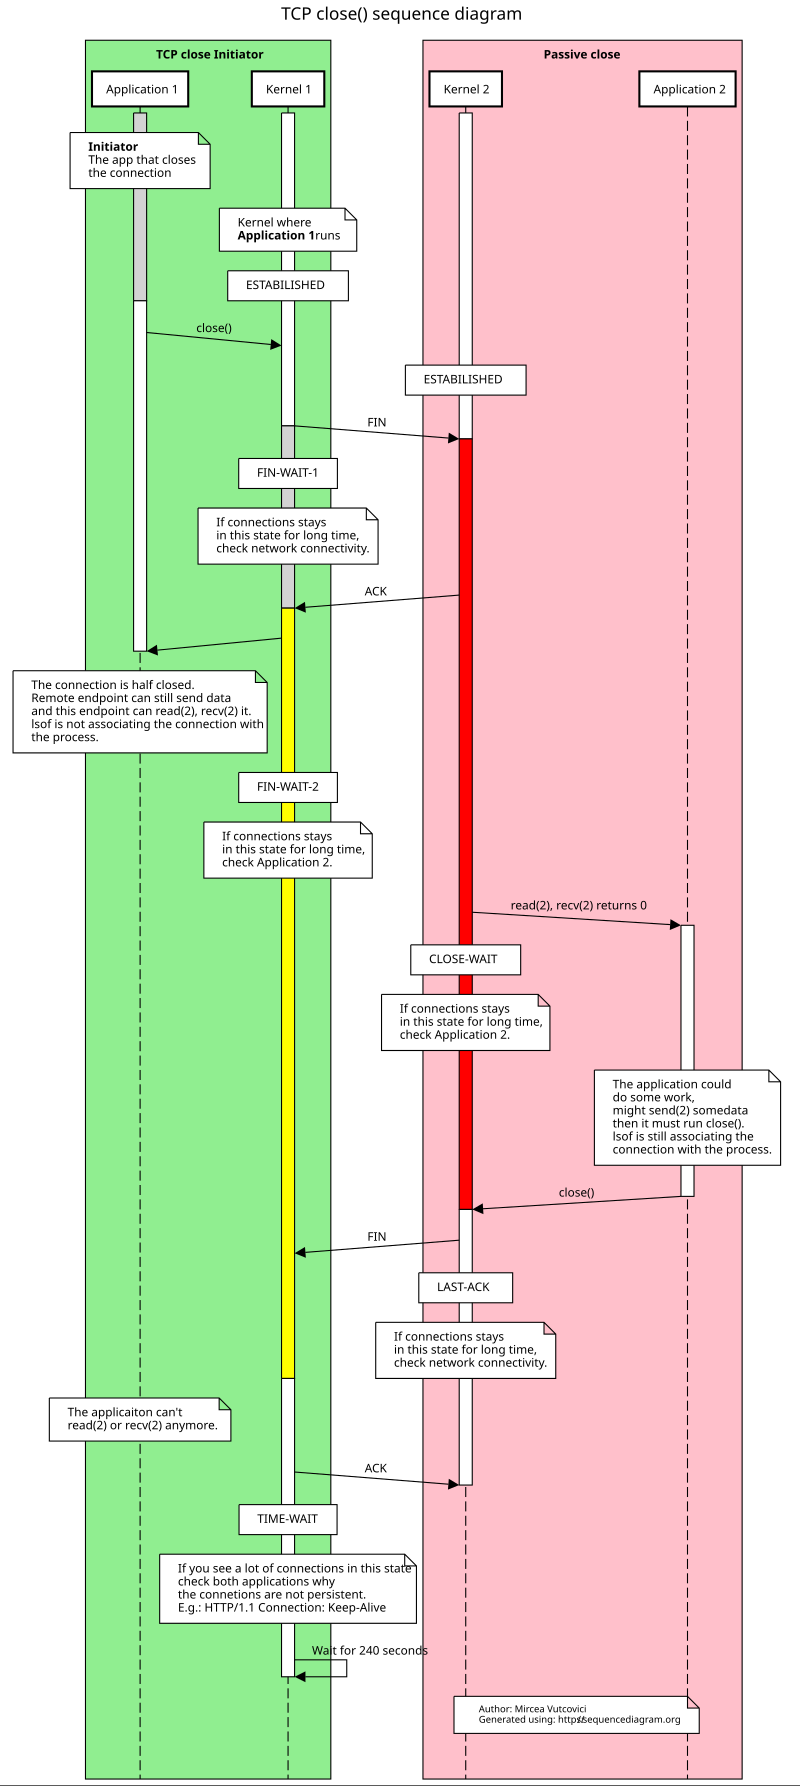 TCP close() sequence diagram
TCP close Initiator
Passive close
Application 1
Kernel 1
Kernel 2
Application 2
Initiator
The app that closes
the connection
Kernel where
Application 1runs
ESTABILISHED
close()
ESTABILISHED
FIN
FIN-WAIT-1
If connections stays
in this state for long time,
check network connectivity.
ACK
The connection is half closed.
Remote endpoint can still send data
and this endpoint can read(2), recv(2) it.
lsof is not associating the connection with
the process.
FIN-WAIT-2
If connections stays
in this state for long time,
check Application 2.
read(2), recv(2) returns 0
CLOSE-WAIT
If connections stays
in this state for long time,
check Application 2.
The application could
do some work,
might send(2) somedata
then it must run close().
lsof is still associating the
connection with the process.
close()
FIN
LAST-ACK
If connections stays
in this state for long time,
check network connectivity.
The applicaiton can't
read(2) or recv(2) anymore.
ACK
TIME-WAIT
If you see a lot of connections in this state
check both applications why
the connetions are not persistent.
E.g.: HTTP/1.1 Connection: Keep-Alive
Wait for 240 seconds
Author: Mircea Vutcovici
Generated using: https://sequencediagram.org